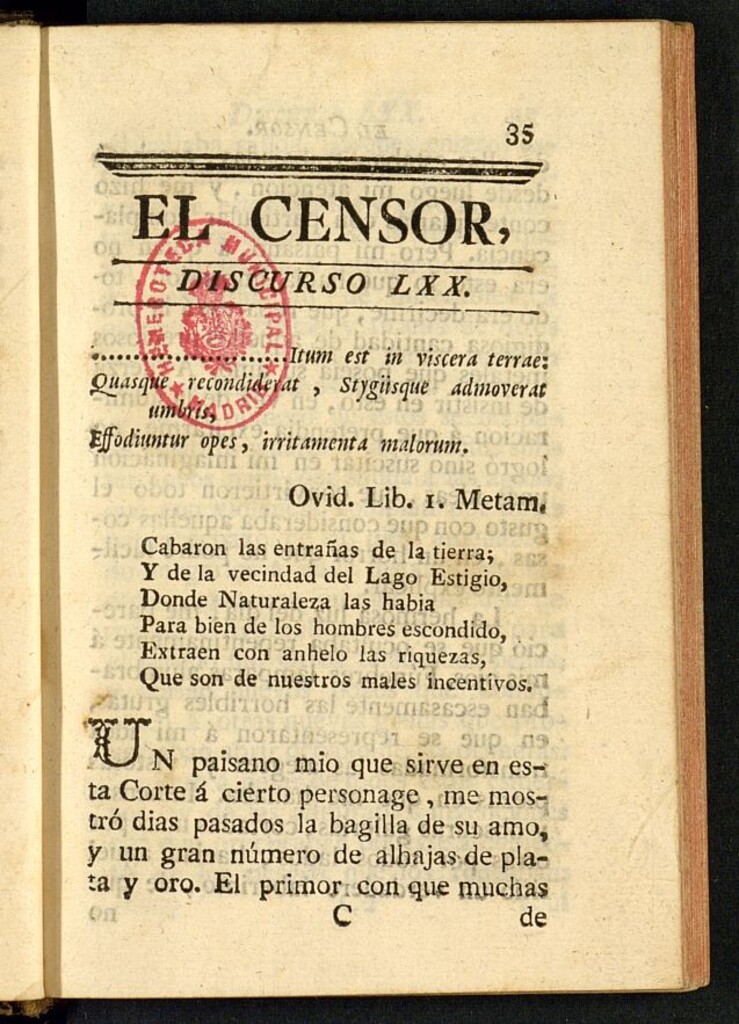 35
EL CENSOR,
DISCURSO LXX.
HEMEROTECA MUNICIPAL
★ MADRID ★
......................Itum est in viscera terrae:
Quasque recondiderat, Stygiisque admoverat
umbris,
Effodiuntur opes, irritamenta malorum.
Ovid. Lib. 1. Metam.
Cabaron las entrañas de la tierra;
Y de la vecindad del Lago Estigio,
Donde Naturaleza las habia
Para bien de los hombres escondido,
Extraen con anhelo las riquezas,
Que son de nuestros males incentivos.
UN paisano mio que sirve en es-
ta Corte á cierto personage, me mos-
tró dias pasados la bagilla de su amo,
y un gran número de alhajas de pla-
ta y oro. El primor con que muchas
C
de